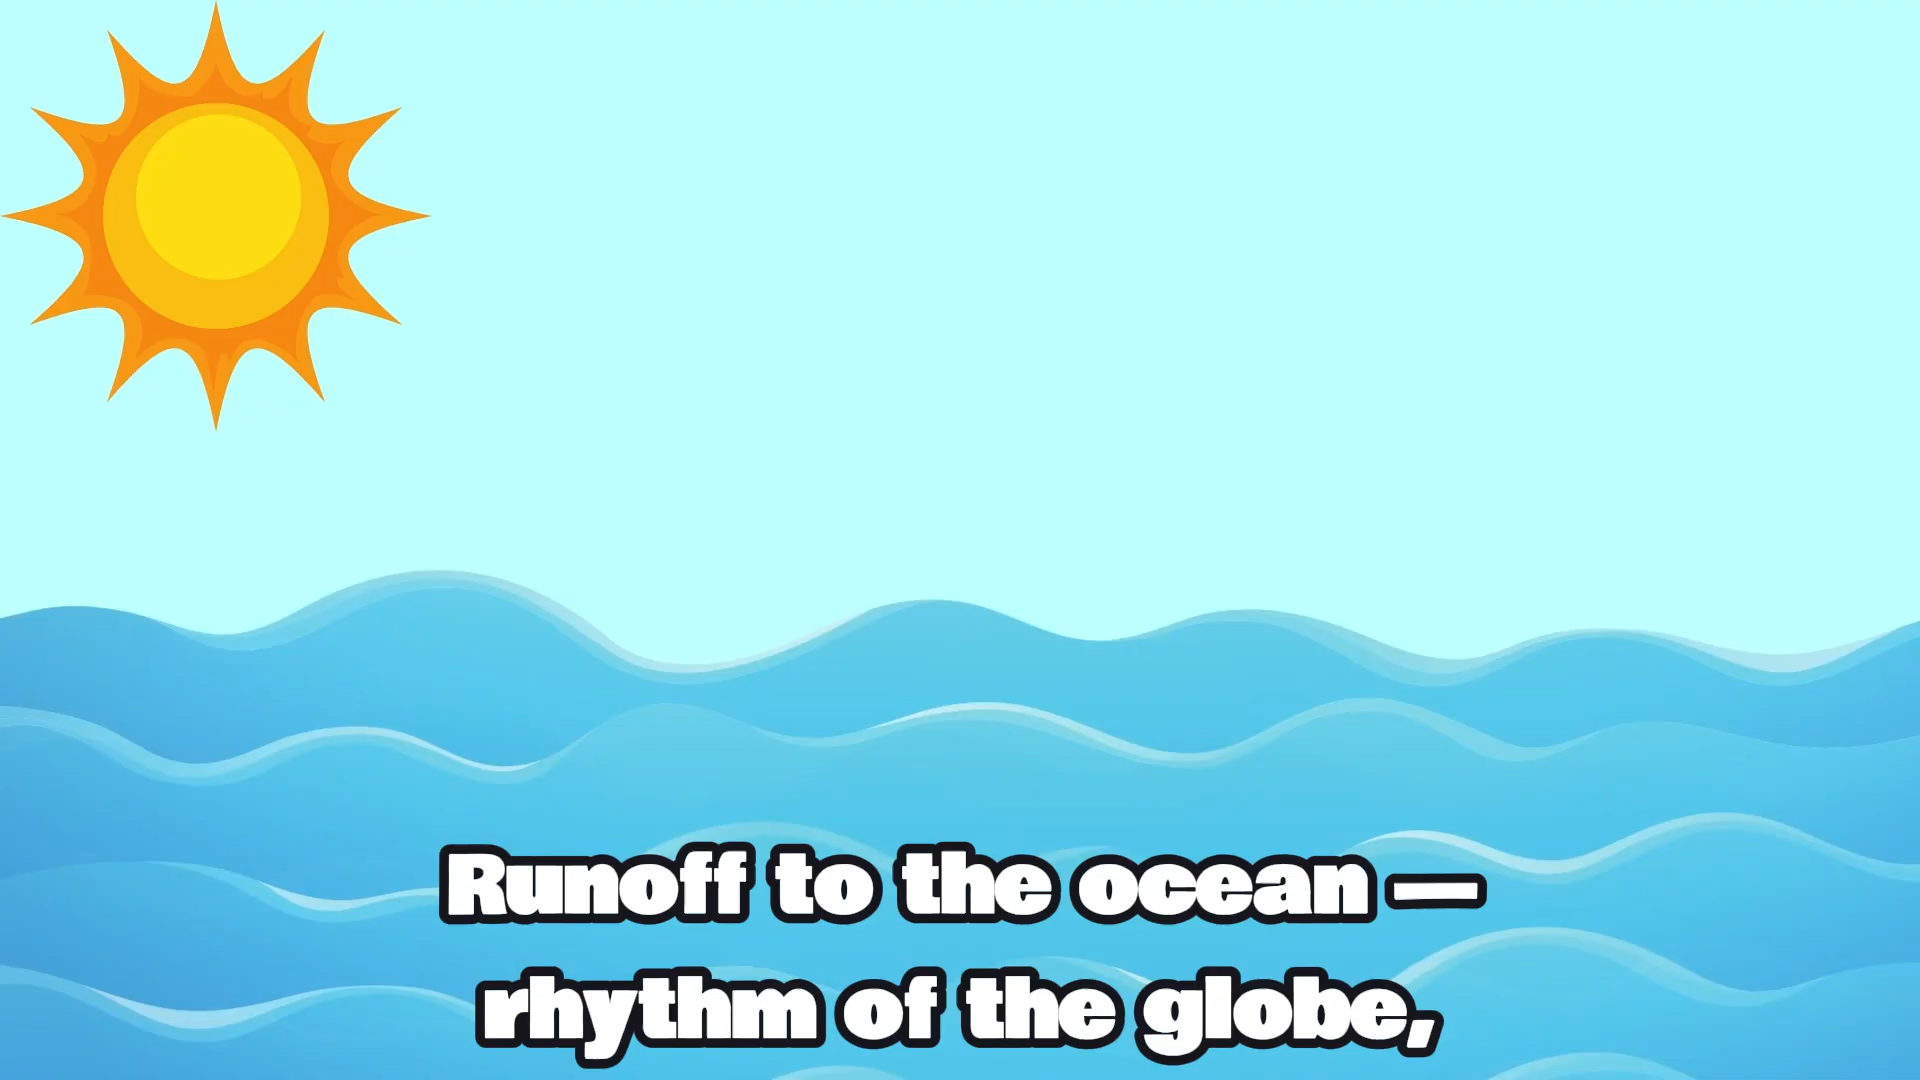 Runoff to the ocean —
rhythm of the globe,